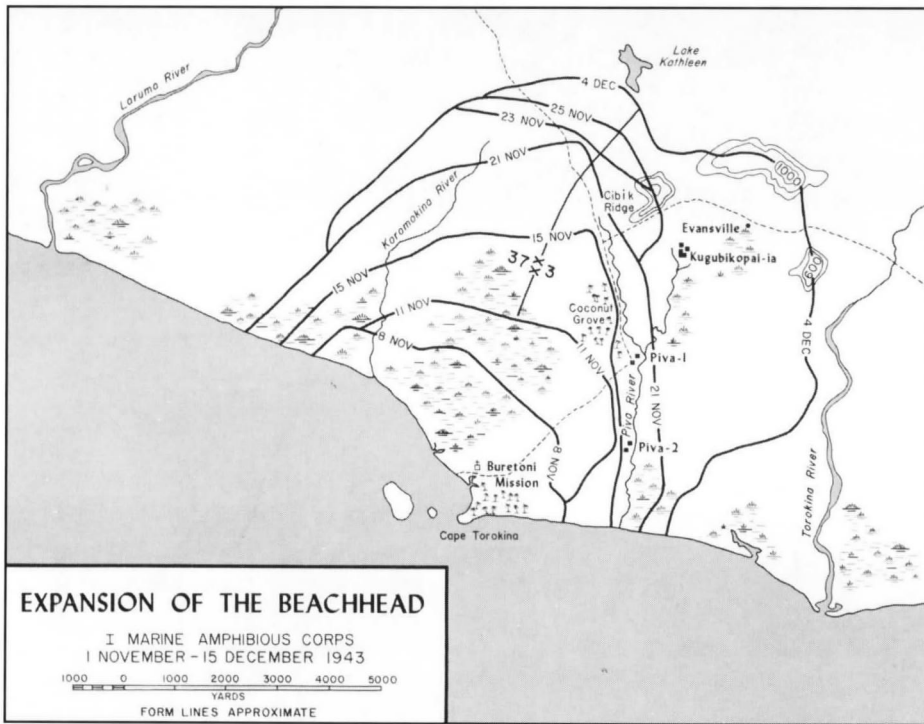 Lake
Kathleen
Laruma River
4 DEC
25 NOV
23 NOV
21 NOV
Koromokina River
Cibik
Ridge
1000
Evansville
Kugubikopai-ia
15 NOV
15 NOV
37 3
600
Coconut
Grove
11 NOV
8 NOV
11 NOV
4 DEC
Piva-1
Piva River
21 NOV
Piva-2
8 NOV
Buretoni
Mission
Torokina River
Cape Torokina
EXPANSION OF THE BEACHHEAD
I MARINE AMPHIBIOUS CORPS
1 NOVEMBER-15 DECEMBER 1943
1000 0 1000 2000 3000 4000 5000
YARDS
FORM LINES APPROXIMATE